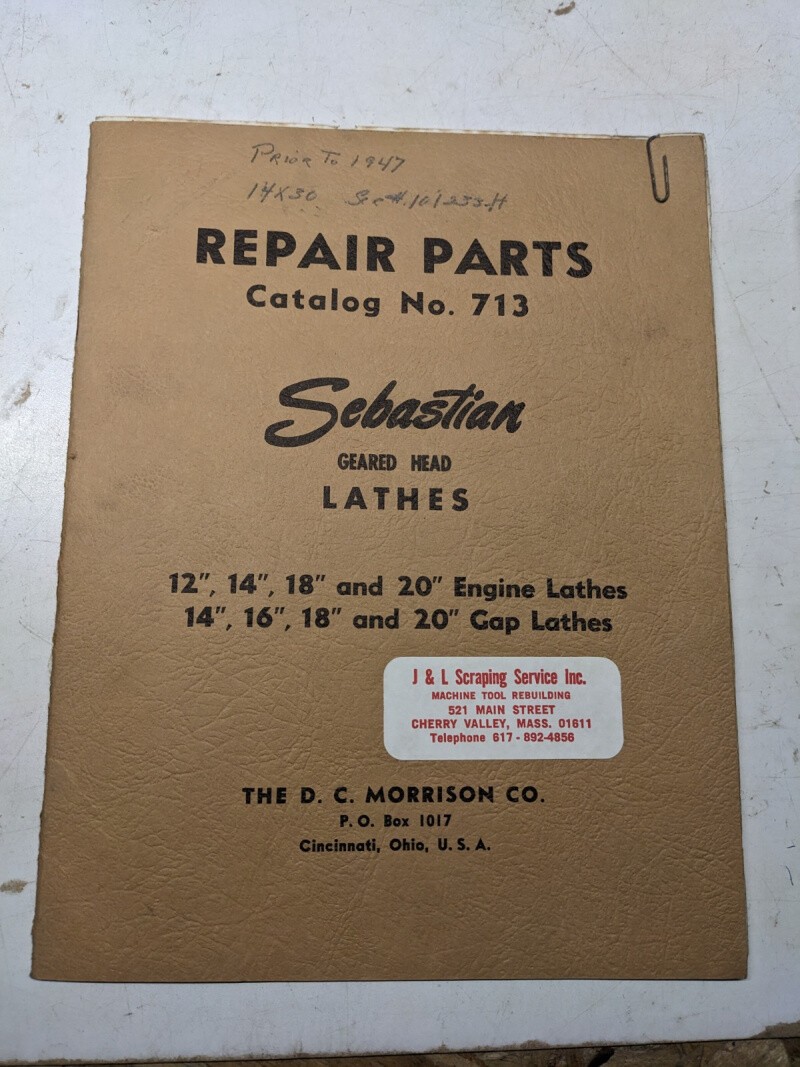 Prior To 1947
14X30 Se#.101233-H
REPAIR PARTS
Catalog No. 713
Sebastian
GEARED HEAD
LATHES
12", 14", 18" and 20" Engine Lathes
14", 16", 18" and 20" Gap Lathes
J & L Scraping Service Inc.
MACHINE TOOL REBUILDING
521 MAIN STREET
CHERRY VALLEY, MASS. 01611
Telephone 617-892-4856
THE D. C. MORRISON CO.
P. O. Box 1017
Cincinnati, Ohio, U. S. A.